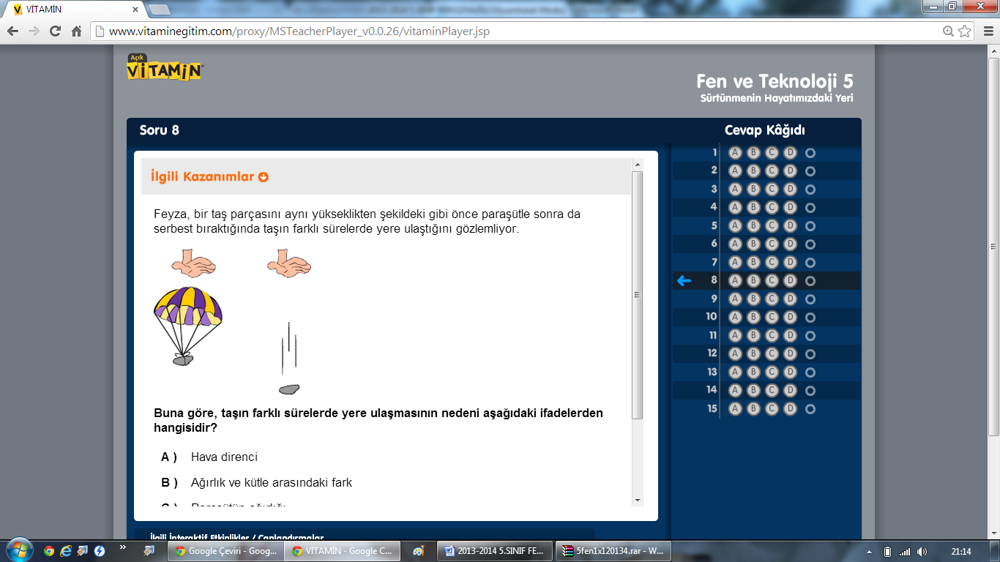 VİTAMİN
www.vitaminegitim.com/proxy/MSTeacherPlayer_v0.0.26/vitaminPlayer.jsp
Açık
VİTAMİN
Fen ve Teknoloji 5
Sürtünmenin Hayatımızdaki Yeri
Soru 8
Cevap Kâğıdı
İlgili Kazanımlar
Feyza, bir taş parçasını aynı yükseklikten şekildeki gibi önce paraşütle sonra da
serbest bıraktığında taşın farklı sürelerde yere ulaştığını gözlemliyor.
Buna göre, taşın farklı sürelerde yere ulaşmasının nedeni aşağıdaki ifadelerden
hangisidir?
A ) Hava direnci
B ) Ağırlık ve kütle arasındaki fark
C ) Paraşütün ağırlığı
1 A B C D
2 A B C D
3 A B C D
4 A B C D
5 A B C D
6 A B C D
7 A B C D
8 A B C D
9 A B C D
10 A B C D
11 A B C D
12 A B C D
13 A B C D
14 A B C D
15 A B C D
İlgili İnteraktif Etkinlikler / Canlandırmalar
Google Çeviri - Goog...
VİTAMİN - Google C...
2013-2014 5.SINIF FE...
5fen1x120134.rar - W...
21:14